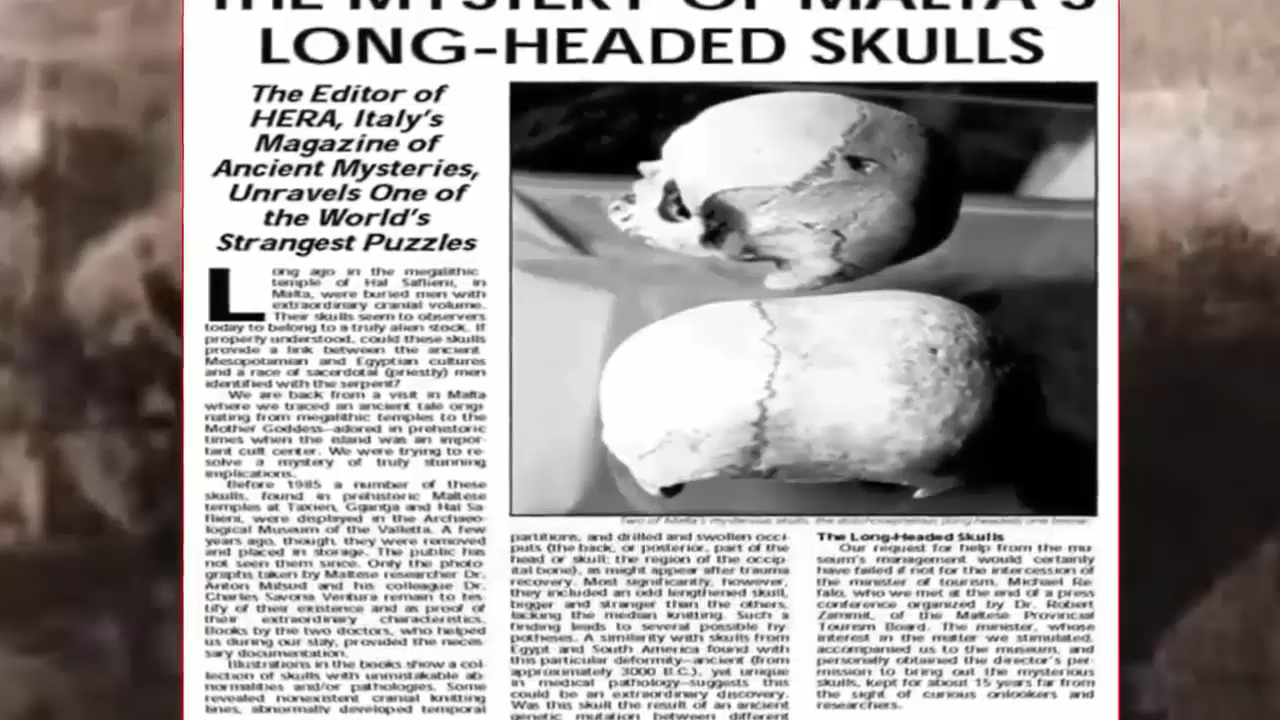 THE MYSTERY OF MALTA'S
LONG-HEADED SKULLS
The Editor of
HERA, Italy's
Magazine of
Ancient Mysteries,
Unravels One of
the World's
Strangest Puzzles
Long ago in the megalithic
temple of Hal Saflieni, in
Malta, were buried men with
extraordinary cranial volume.
Their skulls seem to observers
today to belong to a truly alien stock. If
properly understood, could these skulls
provide a link between the ancient
Mesopotamian and Egyptian cultures
and a race of sacerdotal (priestly) men
identified with the serpent?
We are back from a visit in Malta
where we traced an ancient tale origi-
nating from megalithic temples to the
Mother Goddess—adored in prehistoric
times when the island was an impor-
tant cult center. We were trying to re-
solve a mystery of truly stunning
implications.
Before 1985 a number of these
skulls, found in prehistoric Maltese
temples at Taxien, Ggantja and Hal Sa-
flieni, were displayed in the Archaeo-
logical Museum of the Valletta. A few
years ago, though, they were removed
and placed in storage. The public has
not seen them since. Only the photo-
graphs taken by Maltese researcher Dr.
Anton Mifsud and his colleague Dr.
Charles Savona Ventura remain to tes-
tify of their existence and as proof of
their extraordinary characteristics.
Books by the two doctors, who helped
us during our stay, provided the neces-
sary documentation.
Illustrations in the books show a col-
lection of skulls with unmistakable ab-
normalities and/or pathologies. Some
revealed nonexistent cranial knitting
lines, abnormally developed temporal
Two of Malta's mysterious skulls, the
partitions, and drilled and swollen occi-
puts (the back, or posterior, part of the
head or skull; the region of the occip-
ital bone), as might appear after trauma
recovery. Most significantly, however,
they included an odd lengthened skull,
bigger and stranger than the others,
lacking the median knitting. Such a
finding leads to several possible hy-
potheses. A similarity with skulls from
Egypt and South America found with
this particular deformity—ancient (from
approximately 3000 B.C.), yet unique
in medical pathology—suggests this
could be an extraordinary discovery.
Was this skull the result of an ancient
genetic mutation between different
The Long-Headed Skulls
Our request for help from the mu-
seum's management would certainly
have failed if not for the intercession of
the minister of tourism, Michael Re-
falo, who we met at the end of a press
conference organized by Dr. Robert
Zammit, of the Maltese Provincial
Tourism Board. The minister, whose
interest in the matter we stimulated,
accompanied us to the museum, and
personally obtained the director's per-
mission to bring out the mysterious
skulls, kept for about 15 years far from
the sight of curious onlookers and
researchers.